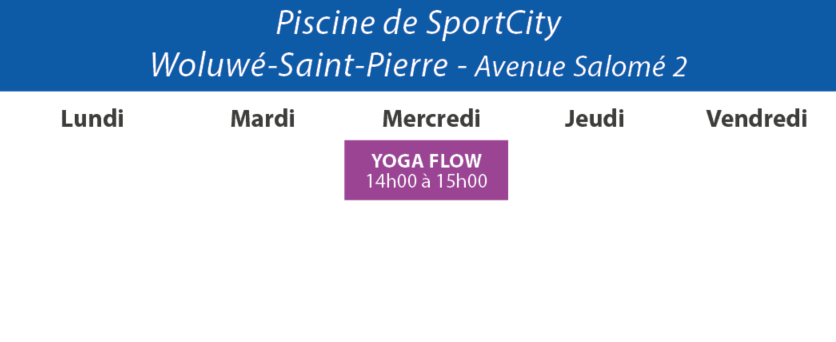 Piscine de SportCity
Woluwé-Saint-Pierre - Avenue Salomé 2
Lundi Mardi Mercredi Jeudi Vendredi
YOGA FLOW
14h00 à 15h00